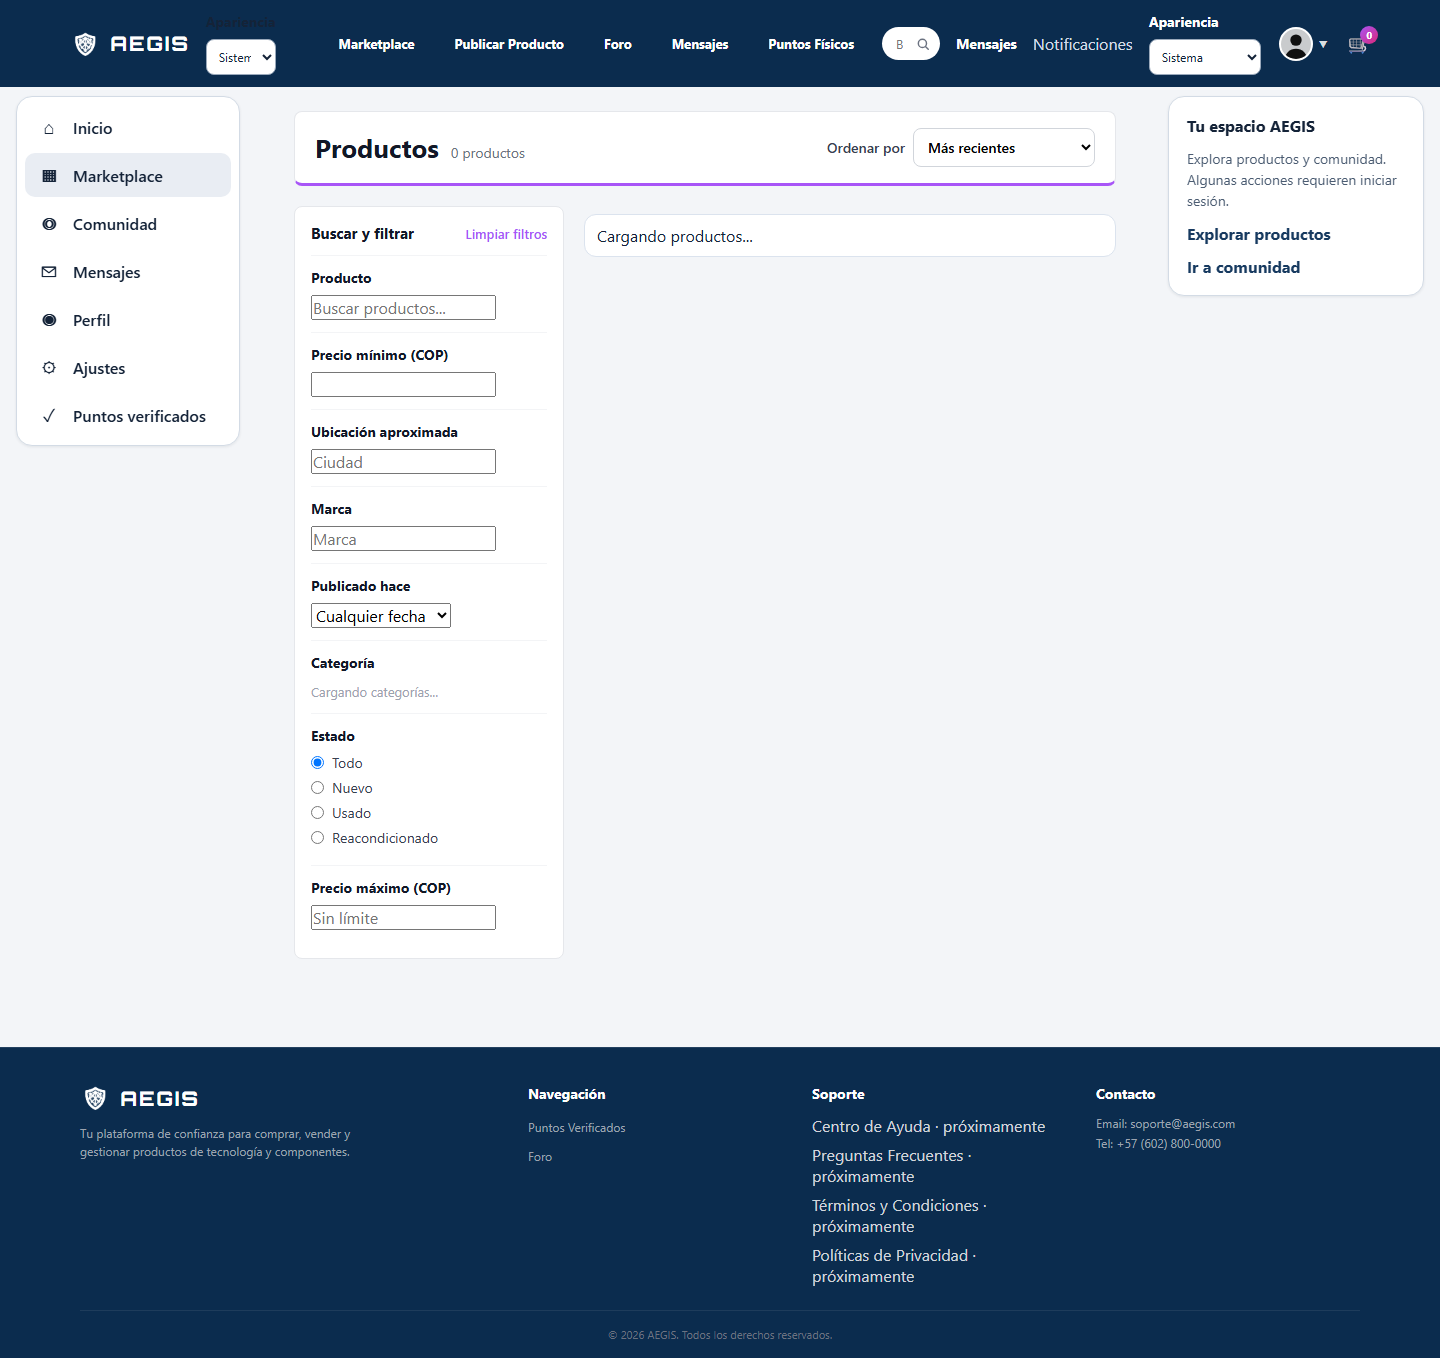 AEGIS
Apariencia
Sistem
Marketplace
Publicar Producto
Foro
Mensajes
Puntos Físicos
B
Mensajes
Notificaciones
Apariencia
Sistema
0
Inicio
Marketplace
Comunidad
Mensajes
Perfil
Ajustes
Puntos verificados
Productos
0 productos
Ordenar por
Más recientes
Buscar y filtrar
Limpiar filtros
Producto
Buscar productos...
Precio mínimo (COP)
Ubicación aproximada
Ciudad
Marca
Marca
Publicado hace
Cualquier fecha
Categoría
Cargando categorías...
Estado
Todo
Nuevo
Usado
Reacondicionado
Precio máximo (COP)
Sin límite
Cargando productos...
Tu espacio AEGIS
Explora productos y comunidad.
Algunas acciones requieren iniciar
sesión.
Explorar productos
Ir a comunidad
AEGIS
Tu plataforma de confianza para comprar, vender y
gestionar productos de tecnología y componentes.
Navegación
Puntos Verificados
Foro
Soporte
Centro de Ayuda · próximamente
Preguntas Frecuentes ·
próximamente
Términos y Condiciones ·
próximamente
Políticas de Privacidad ·
próximamente
Contacto
Email: soporte@aegis.com
Tel: +57 (602) 800-0000
© 2026 AEGIS. Todos los derechos reservados.